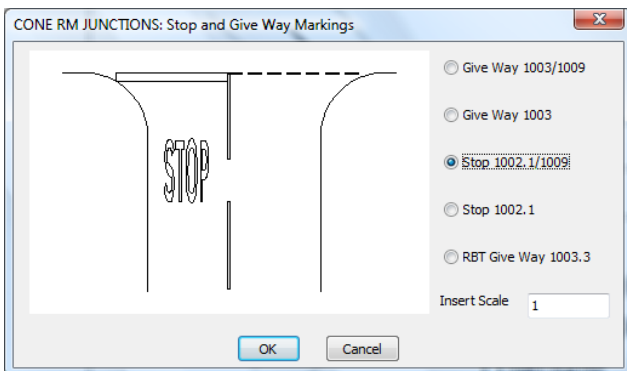 CONE RM JUNCTIONS: Stop and Give Way Markings
Give Way 1003/1009
Give Way 1003
STOP
Stop 1002.1/1009
Stop 1002.1
RBT Give Way 1003.3
Insert Scale 1
OK Cancel